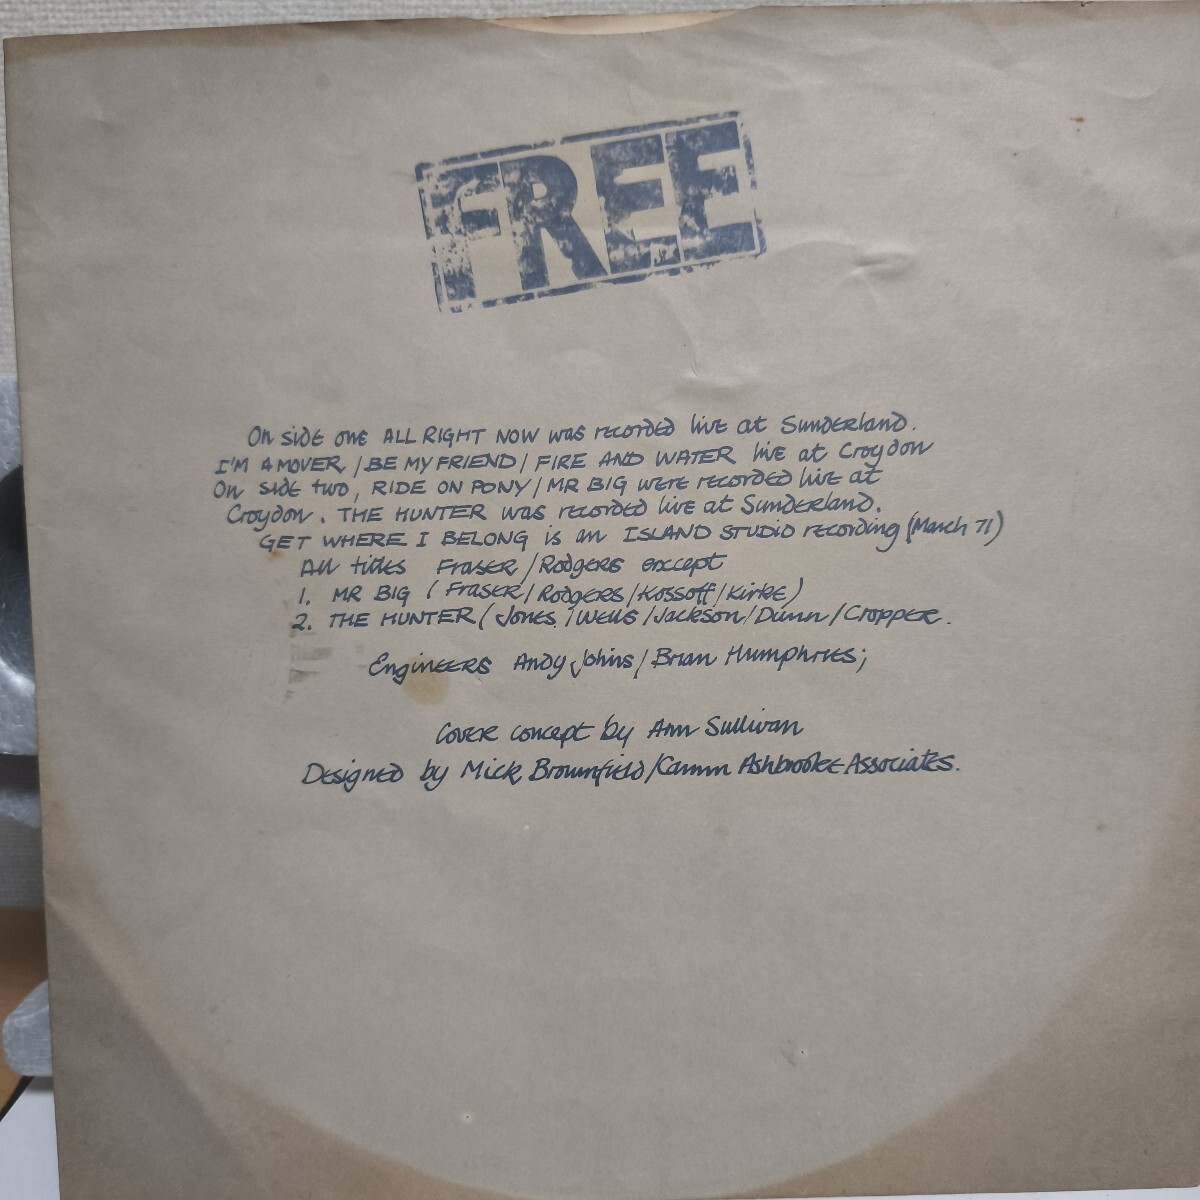 FREE
On side one ALL RIGHT NOW was recorded live at Sunderland.
I'M A MOVER / BE MY FRIEND / FIRE AND WATER live at Croydon
On side two, RIDE ON PONY / MR BIG were recorded live at
Croydon. THE HUNTER was recorded live at Sunderland.
GET WHERE I BELONG is an ISLAND STUDIO recording (March 71)
All titles Fraser / Rodgers except
1. MR BIG (Fraser / Rodgers / Kossoff / Kirke)
2. THE HUNTER (Jones / Wells / Jackson / Dunn / Cropper.
Engineers Andy Johns / Brian Humphries;
Cover concept by Ann Sullivan
Designed by Mick Brownfield / Camm Ashbrooke Associates.